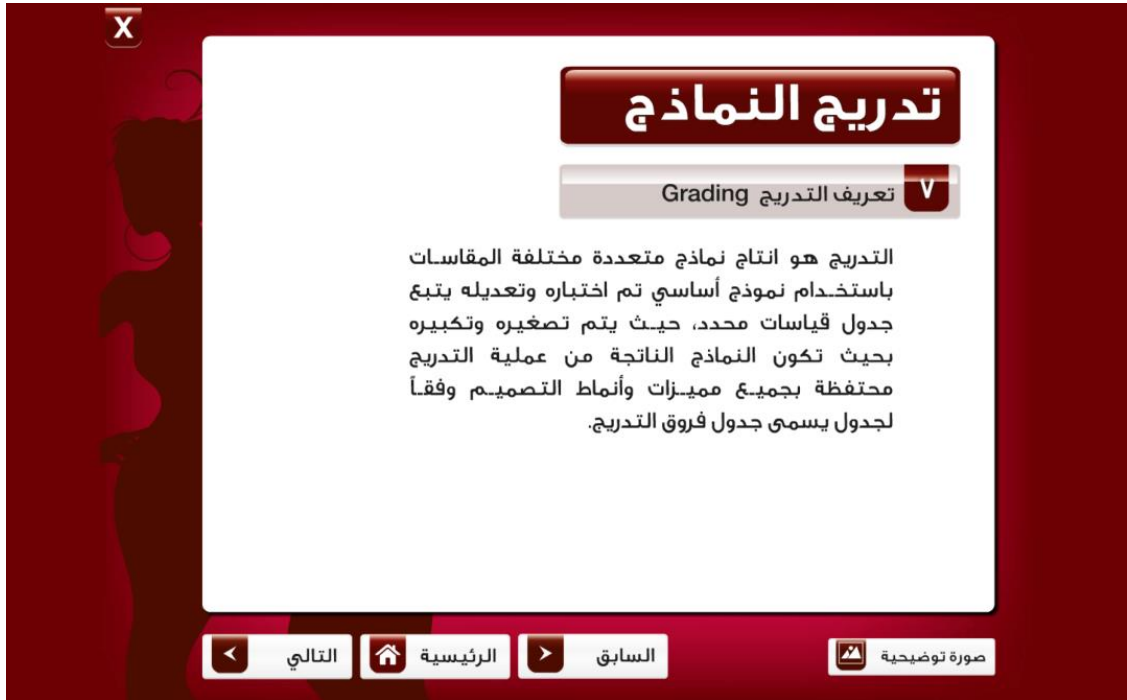 X
تدريج النماذج
٧ تعريف التدريج Grading
التدريج هو انتاج نماذج متعددة مختلفة المقاسـات
باستخـدام نموذج أساسي تم اختباره وتعديله يتبع
جدول قياسات محدد، حيـث يتم تصغيره وتكبيره
بحيث تكون النماذج الناتجة من عملية التدريج
محتفظة بجميـع مميـزات وأنماط التصميـم وفقـاً
لجدول يسمى جدول فروق التدريج.
صورة توضيحية
السابق
الرئيسية
التالي